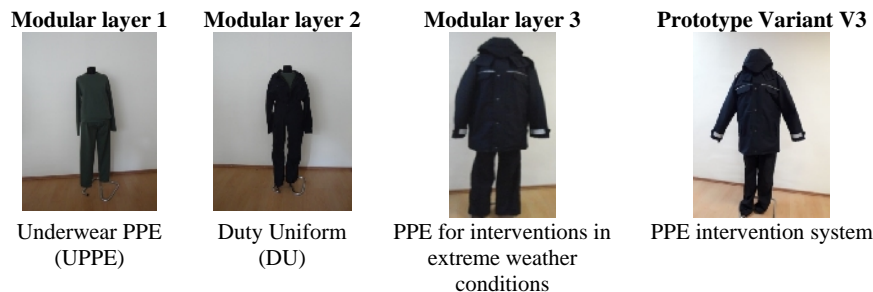 Modular layer 1
Modular layer 2
Modular layer 3
Prototype Variant V3
Underwear PPE
(UPPE)
Duty Uniform
(DU)
PPE for interventions in
extreme weather
conditions
PPE intervention system